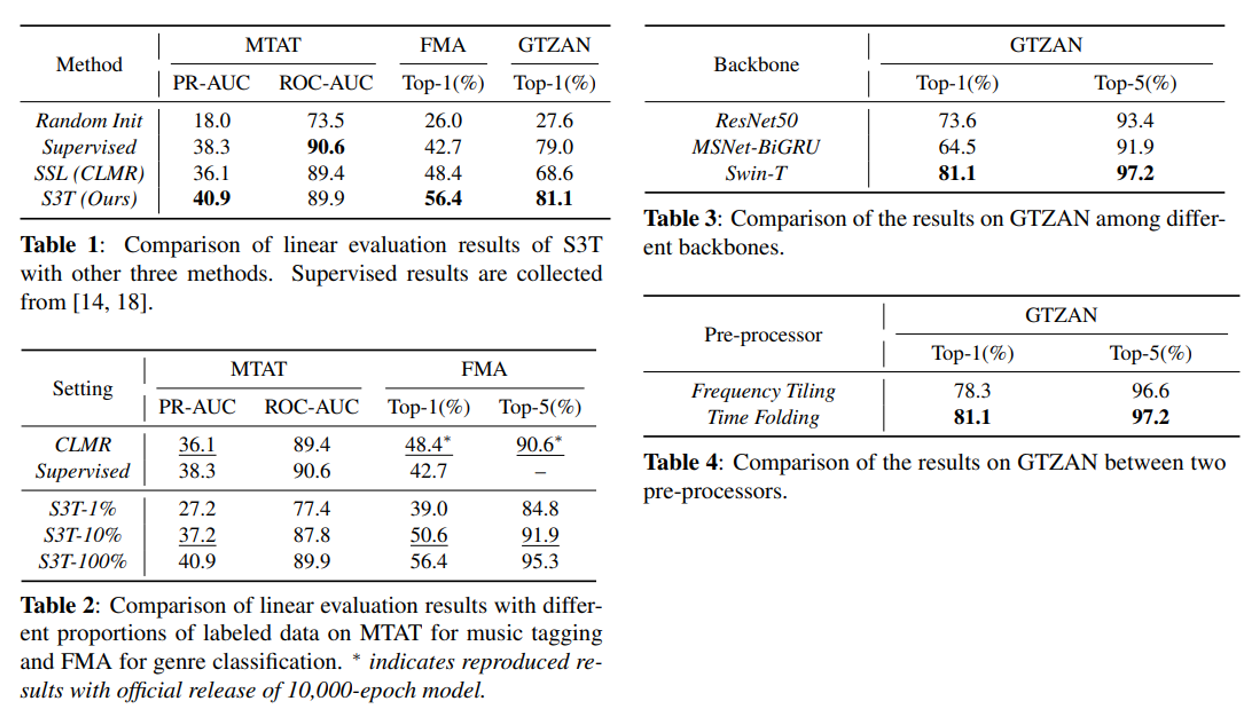 Method MTAT FMA GTZAN
PR-AUC ROC-AUC Top-1(%) Top-1(%)
Random Init 18.0 73.5 26.0 27.6
Supervised 38.3 90.6 42.7 79.0
SSL (CLMR) 36.1 89.4 48.4 68.6
S3T (Ours) 40.9 89.9 56.4 81.1
Table 1: Comparison of linear evaluation results of S3T
with other three methods. Supervised results are collected
from [14, 18].
Setting MTAT FMA
PR-AUC ROC-AUC Top-1(%) Top-5(%)
CLMR 36.1 89.4 48.4* 90.6*
Supervised 38.3 90.6 42.7 –
S3T-1% 27.2 77.4 39.0 84.8
S3T-10% 37.2 87.8 50.6 91.9
S3T-100% 40.9 89.9 56.4 95.3
Table 2: Comparison of linear evaluation results with differ-
ent proportions of labeled data on MTAT for music tagging
and FMA for genre classification. * indicates reproduced re-
sults with official release of 10,000-epoch model.
Backbone GTZAN
Top-1(%) Top-5(%)
ResNet50 73.6 93.4
MSNet-BiGRU 64.5 91.9
Swin-T 81.1 97.2
Table 3: Comparison of the results on GTZAN among differ-
ent backbones.
Pre-processor GTZAN
Top-1(%) Top-5(%)
Frequency Tiling 78.3 96.6
Time Folding 81.1 97.2
Table 4: Comparison of the results on GTZAN between two
pre-processors.